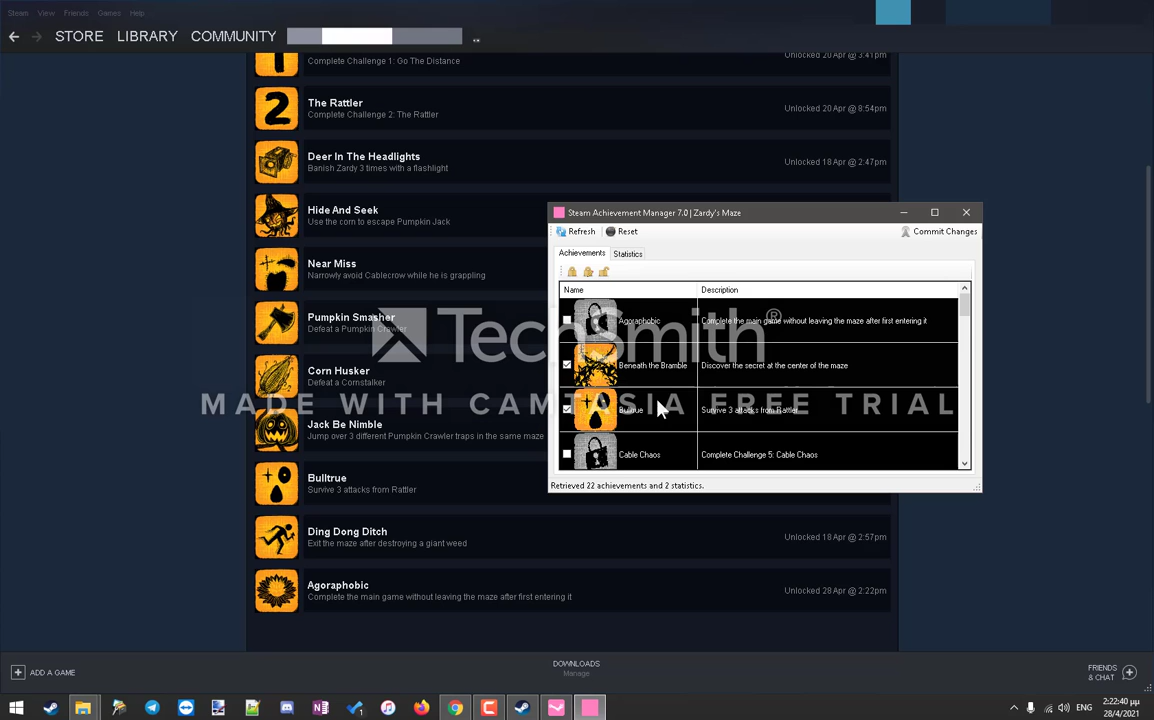 Steam View Friends Games Help
STORE LIBRARY COMMUNITY
Complete Challenge 1: Go The Distance
Unlocked 20 Apr @ 3:41pm
The Rattler
Complete Challenge 2: The Rattler
Unlocked 20 Apr @ 8:54pm
Deer In The Headlights
Banish Zardy 3 times with a flashlight
Unlocked 18 Apr @ 2:47pm
Hide And Seek
Use the corn to escape Pumpkin Jack
Near Miss
Narrowly avoid Cablecrow while he is grappling
Pumpkin Smasher
Defeat a Pumpkin Crawler
Corn Husker
Defeat a Cornstalker
Jack Be Nimble
Jump over 3 different Pumpkin Crawler traps in the same maze
Bulltrue
Survive 3 attacks from Rattler
Ding Dong Ditch
Exit the maze after destroying a giant weed
Unlocked 18 Apr @ 2:57pm
Agoraphobic
Complete the main game without leaving the maze after first entering it
Unlocked 28 Apr @ 2:22pm
Steam Achievement Manager 7.0 | Zardy's Maze
Refresh Reset Commit Changes
Achievements Statistics
Name Description
Agoraphobic Complete the main game without leaving the maze after first entering it
Beneath the Bramble Discover the secret at the center of the maze
Bulltrue Survive 3 attacks from Rattler
Cable Chaos Complete Challenge 5: Cable Chaos
Retrieved 22 achievements and 2 statistics.
TechSmith®
MADE WITH CAMTASIA FREE TRIAL
ADD A GAME
DOWNLOADS
Manage
FRIENDS
& CHAT
ENG
2:22:40 μμ
28/4/2021